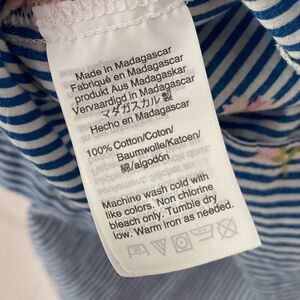 Made in Madagascar
Fabriqué en Madagascar
produkt Aus Madagaskar
Vervaardigd in Madagascar
マダガスカル 製
Hecho en Madagascar
100% Cotton/Coton/
Baumwolle/Katoen/
綿/algodón
Machine wash cold with
like colors. Non chlorine
bleach only. Tumble dry
low. Warm iron as needed.